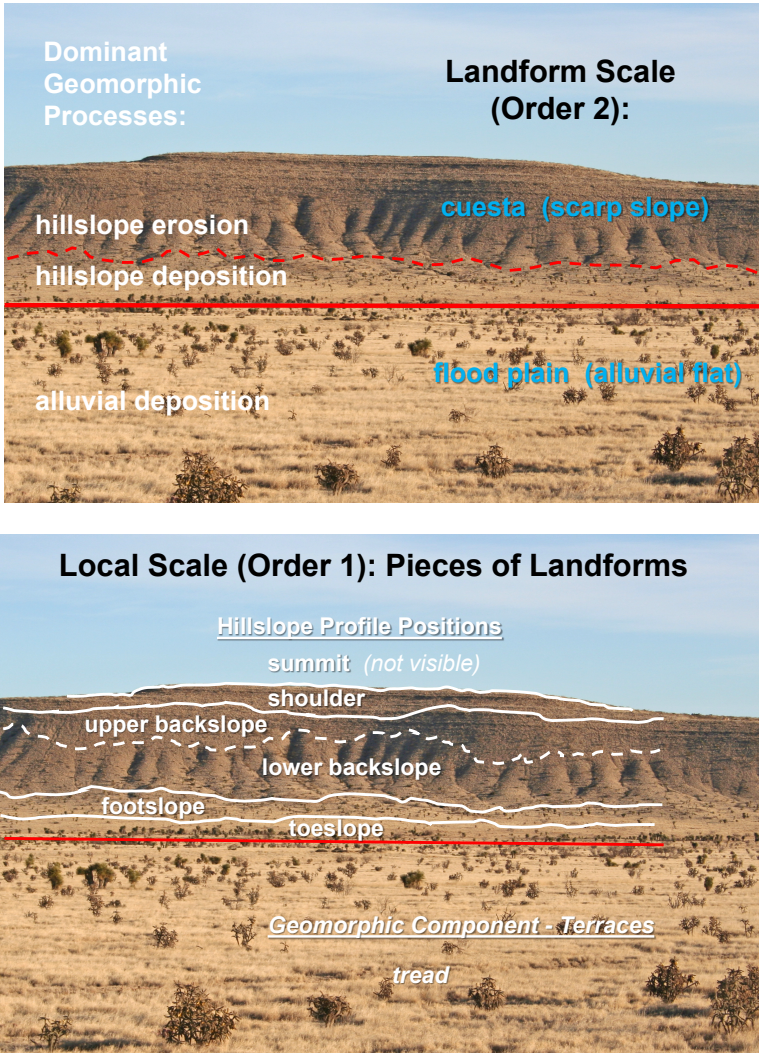 Dominant
Geomorphic
Processes:
Landform Scale
(Order 2):
cuesta (scarp slope)
hillslope erosion
hillslope deposition
flood plain (alluvial flat)
alluvial deposition
Local Scale (Order 1): Pieces of Landforms
Hillslope Profile Positions
summit (not visible)
shoulder
upper backslope
lower backslope
footslope
toeslope
Geomorphic Component - Terraces
tread